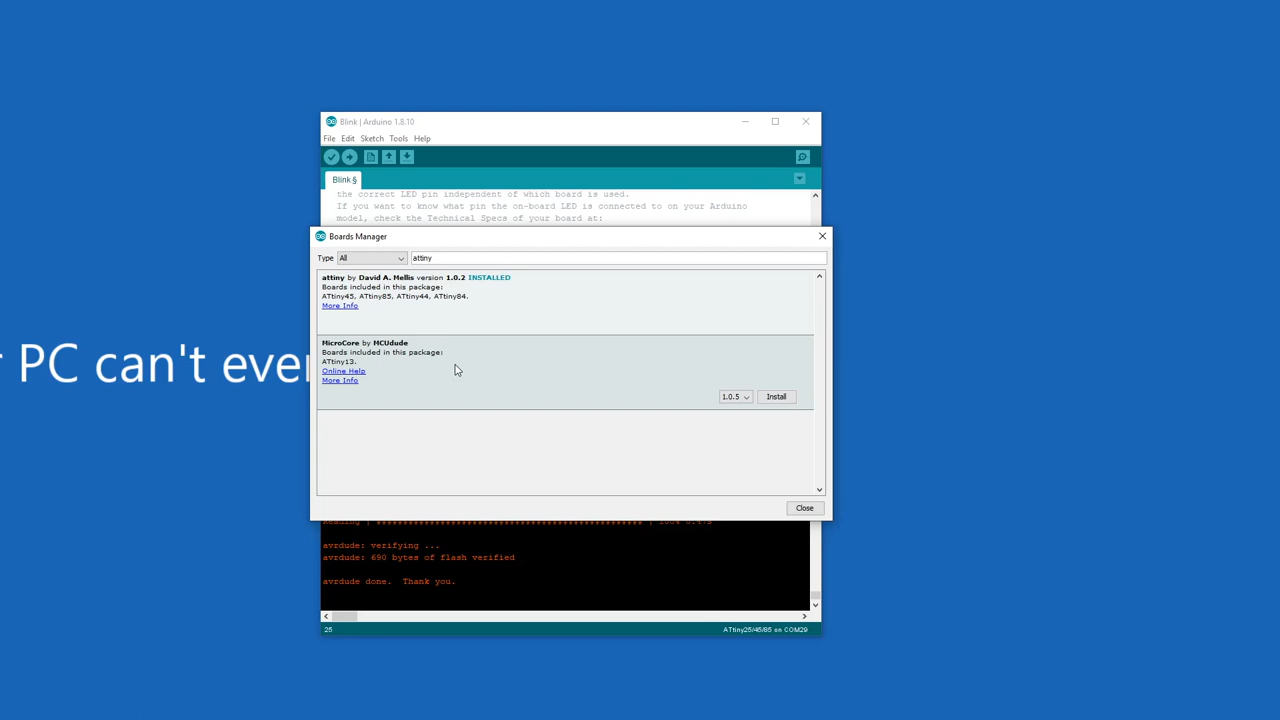 Blink | Arduino 1.8.10
File Edit Sketch Tools Help
Blink §
the correct LED pin independent of which board is used.
If you want to know what pin the on-board LED is connected to on your Arduino
model, check the Technical Specs of your board at:
Boards Manager
Type All attiny
attiny by David A. Mellis version 1.0.2 INSTALLED
Boards included in this package:
ATtiny45, ATtiny85, ATtiny44, ATtiny84.
More Info
MicroCore by MCUdude
Boards included in this package:
ATtiny13.
Online Help
More Info
1.0.5 Install
PC can't ever
Close
avrdude: verifying ...
avrdude: 690 bytes of flash verified
avrdude done. Thank you.
25 ATtiny25/45/85 on COM29